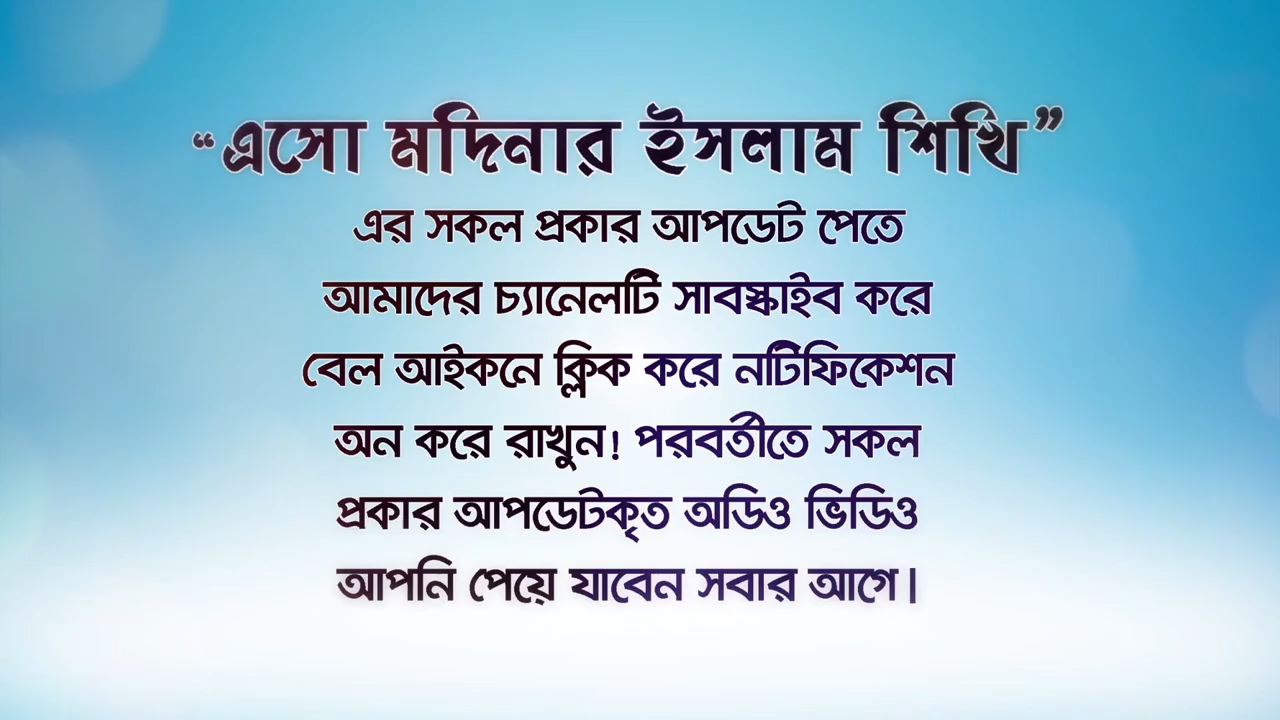 “এসো মদিনার ইসলাম শিখি”
এর সকল প্রকার আপডেট পেতে
আমাদের চ্যানেলটি সাবস্কাইব করে
বেল আইকনে ক্লিক করে নটিফিকেশন
অন করে রাখুন! পরবর্তীতে সকল
প্রকার আপডেটকৃত অডিও ভিডিও
আপনি পেয়ে যাবেন সবার আগে।